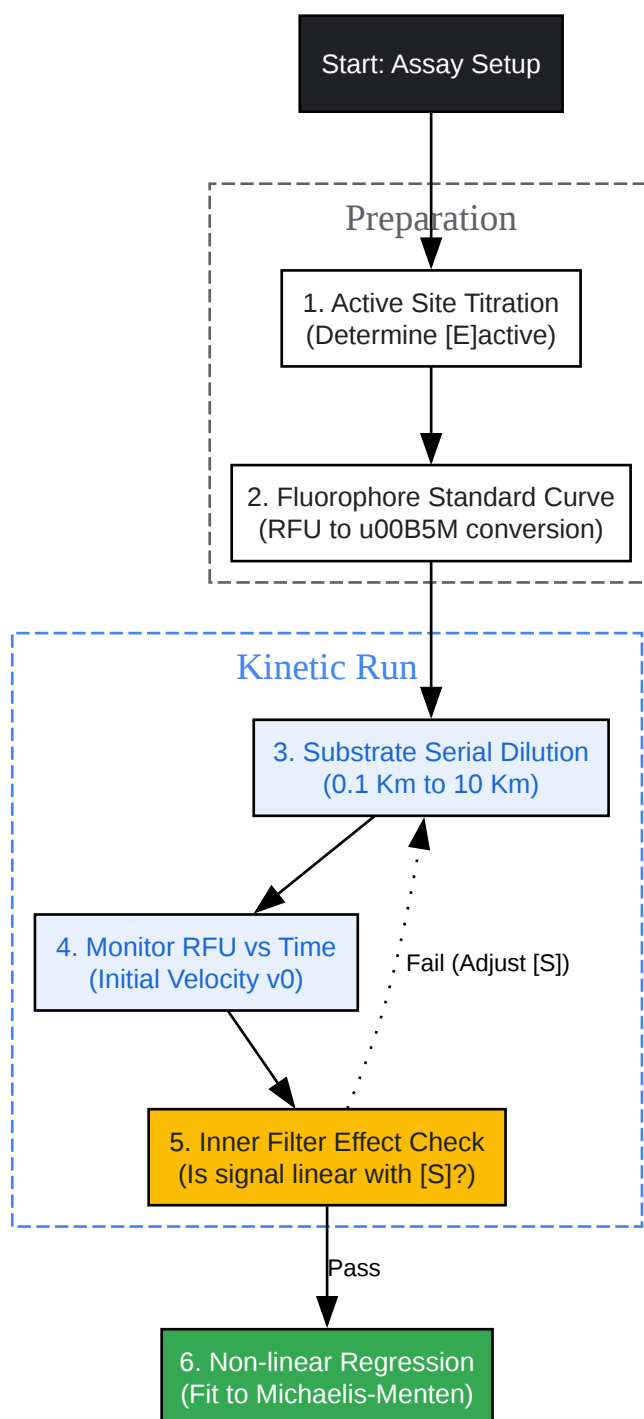 Start: Assay Setup
Preparation
1. Active Site Titration
(Determine [E]active)
2. Fluorophore Standard Curve
(RFU to u00B5M conversion)
Kinetic Run
3. Substrate Serial Dilution
(0.1 Km to 10 Km)
4. Monitor RFU vs Time
(Initial Velocity v0)
Fail (Adjust [S])
5. Inner Filter Effect Check
(Is signal linear with [S]?)
Pass
6. Non-linear Regression
(Fit to Michaelis-Menten)